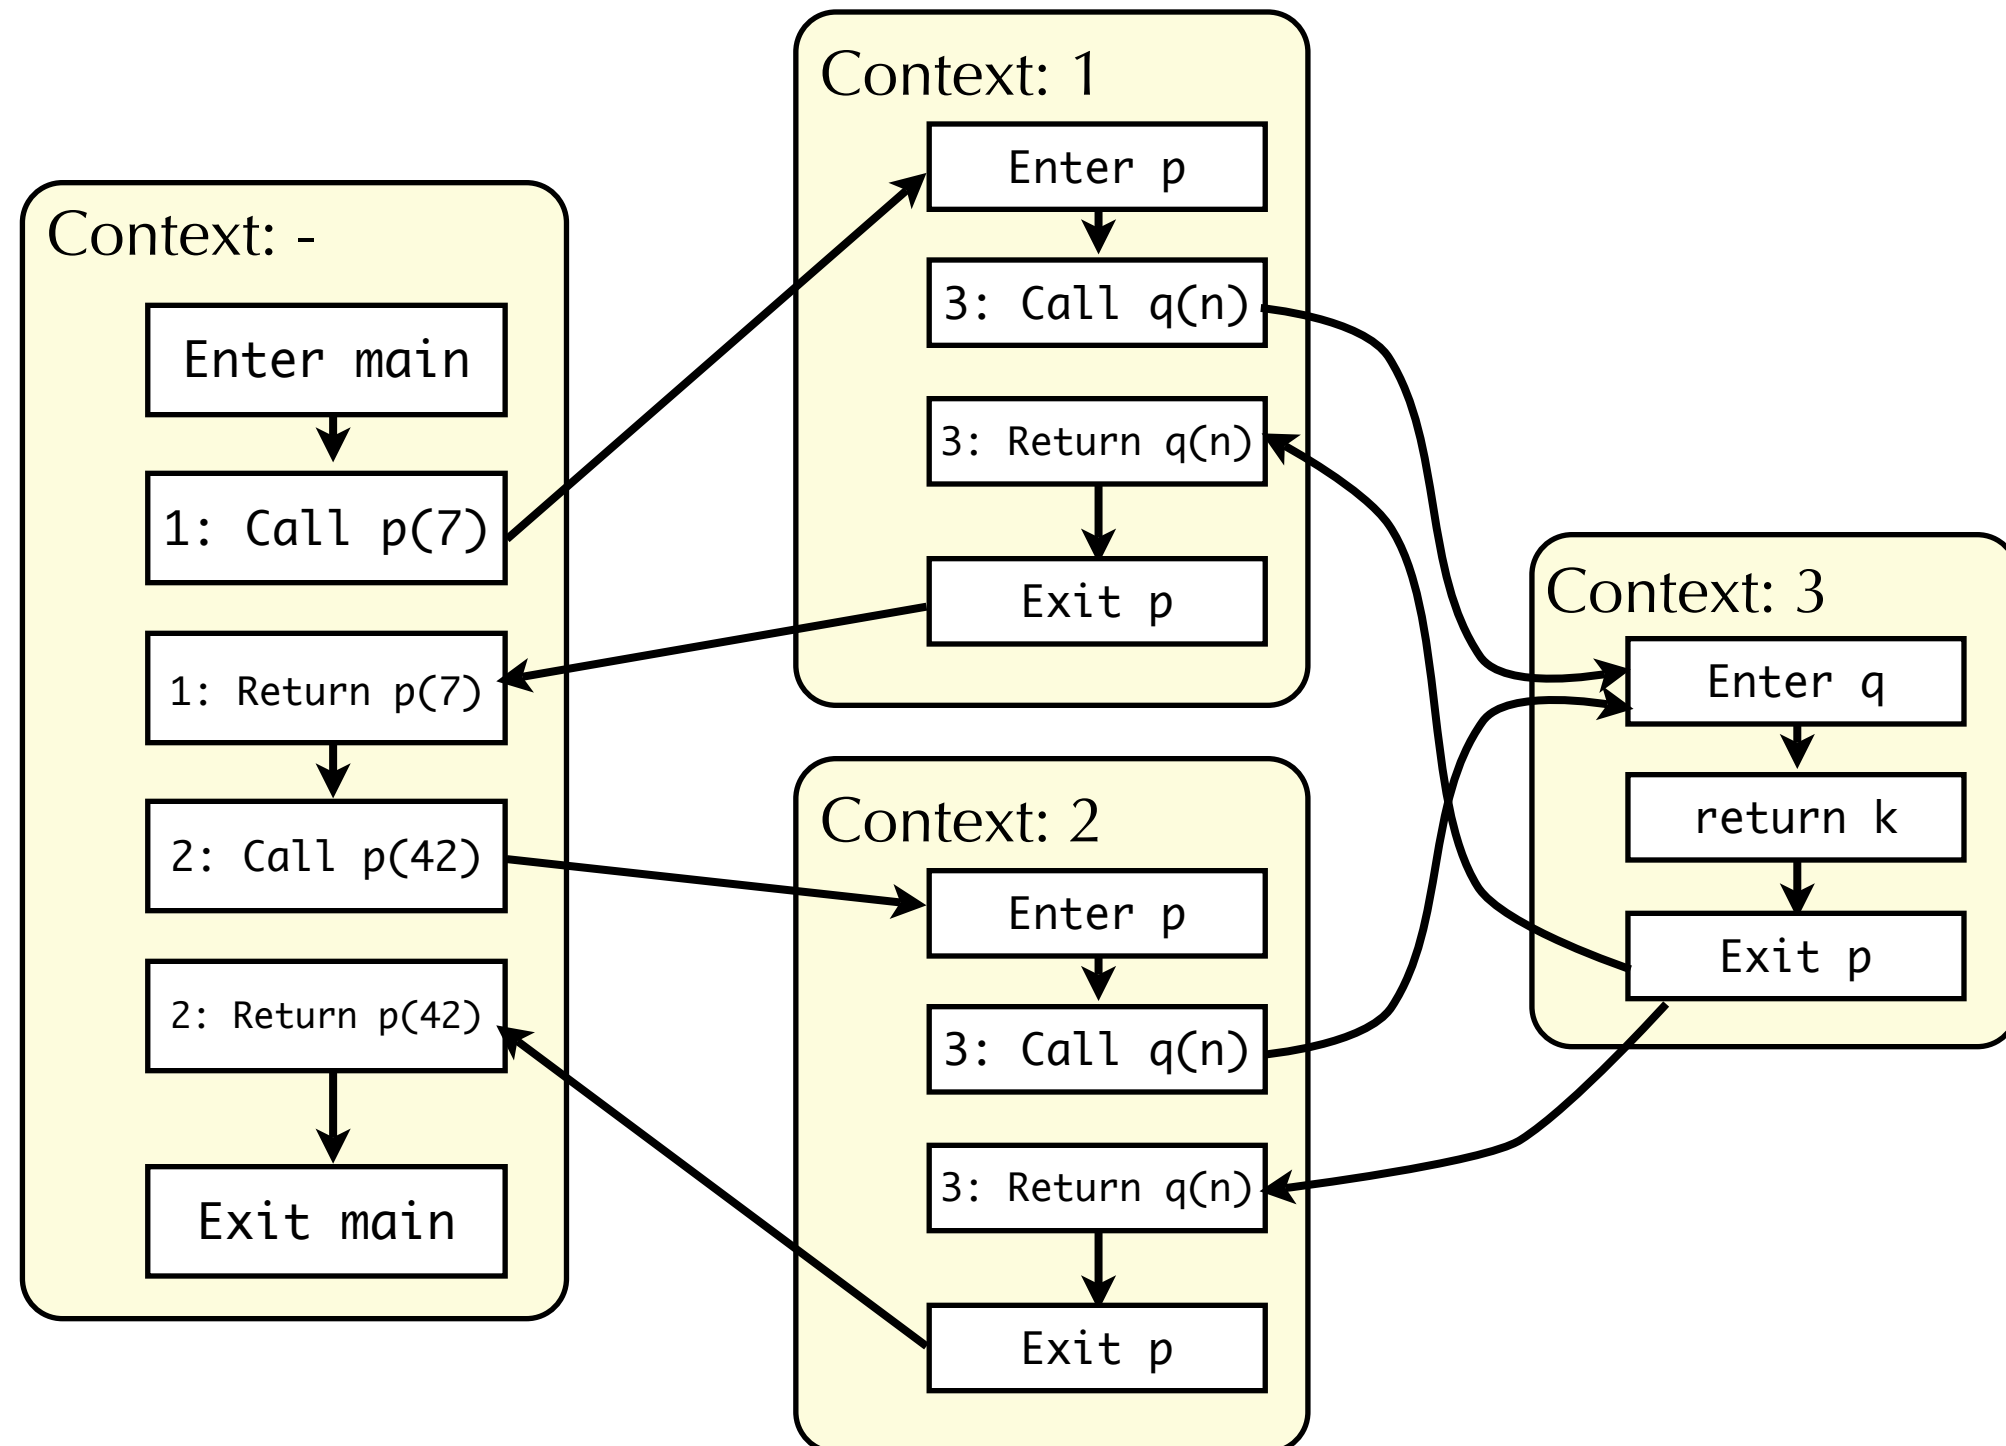 Context: -
Enter main
1: Call p(7)
1: Return p(7)
2: Call p(42)
2: Return p(42)
Exit main
Context: 1
Enter p
3: Call q(n)
3: Return q(n)
Exit p
Context: 2
Enter p
3: Call q(n)
3: Return q(n)
Exit p
Context: 3
Enter q
return k
Exit p